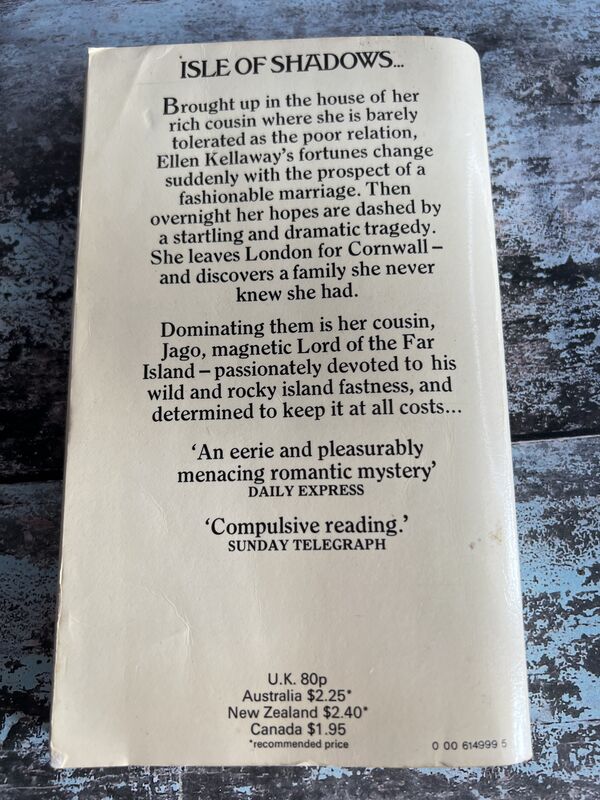 ISLE OF SHADOWS...
Brought up in the house of her
rich cousin where she is barely
tolerated as the poor relation,
Ellen Kellaway's fortunes change
suddenly with the prospect of a
fashionable marriage. Then
overnight her hopes are dashed by
a startling and dramatic tragedy.
She leaves London for Cornwall –
and discovers a family she never
knew she had.
Dominating them is her cousin,
Jago, magnetic Lord of the Far
Island – passionately devoted to his
wild and rocky island fastness, and
determined to keep it at all costs...
'An eerie and pleasurably
menacing romantic mystery'
DAILY EXPRESS
'Compulsive reading.'
SUNDAY TELEGRAPH
U.K. 80p
Australia $2.25*
New Zealand $2.40*
Canada $1.95
*recommended price
0 00 614999 5